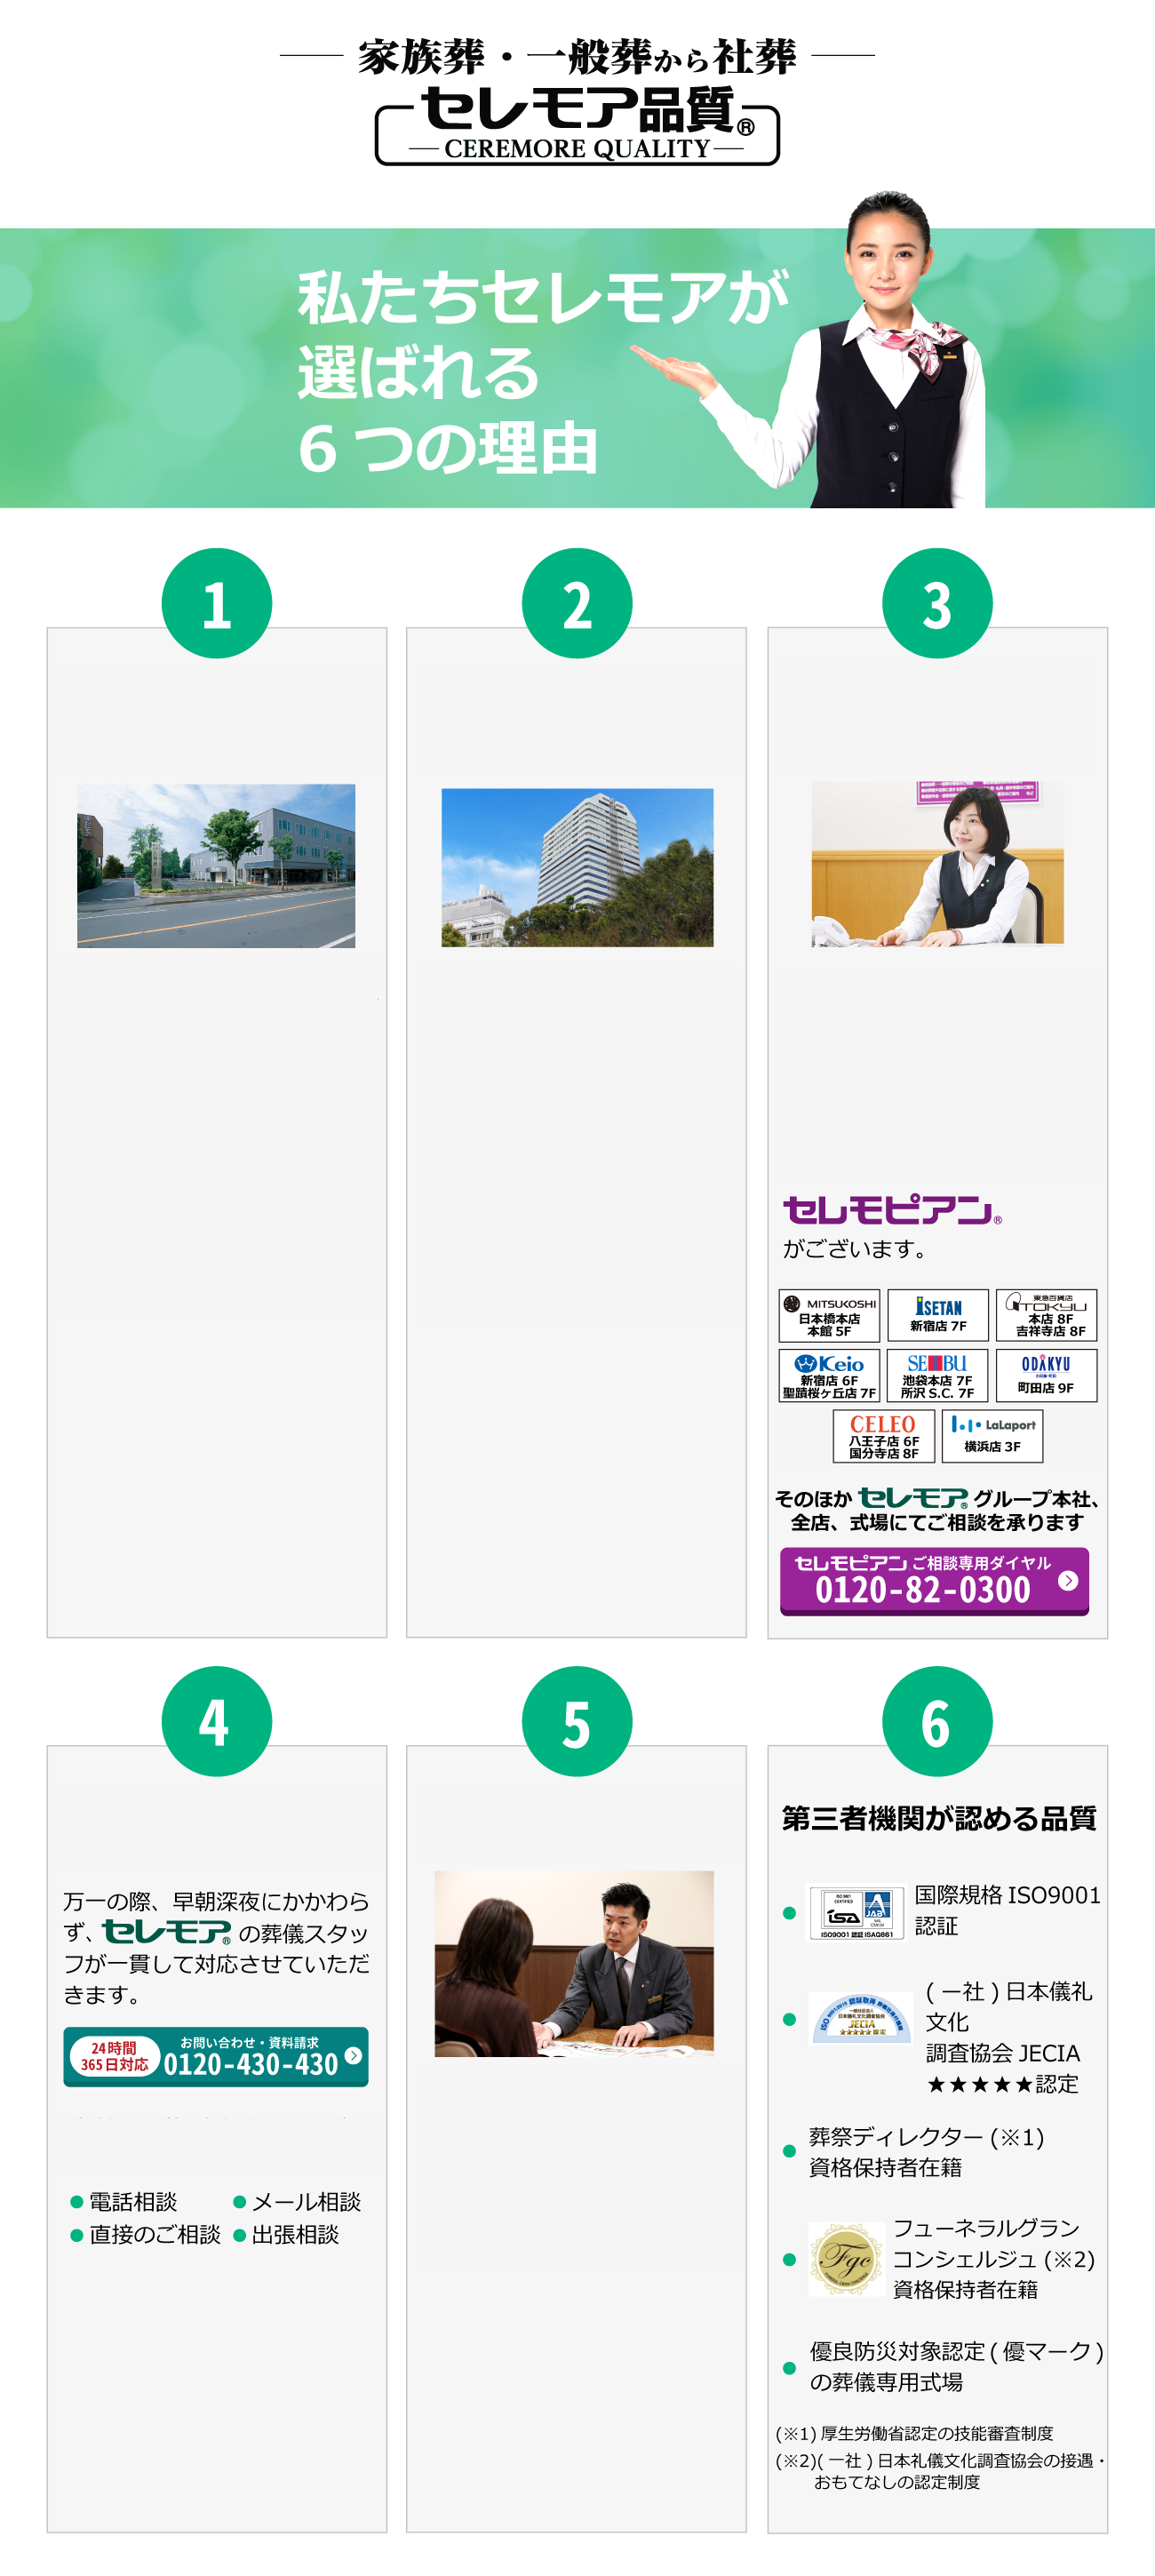 家族葬・一般葬から社葬
セレモア品質®
CEREMORE QUALITY
私たちセレモアが
選ばれる
6つの理由
1
2
3
セレモピアン®
がございます。
MITSUKOSHI
日本橋本店
本館 5F
ISETAN
新宿店 7F
東急百貨店
TOKYU
本店 8F
吉祥寺店 8F
Keio
新宿店 6F
聖蹟桜ヶ丘店 7F
SEIBU
池袋本店 7F
所沢 S.C. 7F
ODAKYU
町田店 9F
CELEO
八王子店 6F
国分寺店 8F
LaLaport
横浜店 3F
そのほか セレモア® グループ本社、
全店、式場にてご相談を承ります
セレモピアン ご相談専用ダイヤル
0120-82-0300
4
5
6
万一の際、早朝深夜にかかわら
ず、セレモア® の葬儀スタッ
フが一貫して対応させていただ
きます。
24時間
365日対応
お問い合わせ・資料請求
0120-430-430
電話相談
メール相談
直接のご相談
出張相談
第三者機関が認める品質
ISO 9001
CERTIFIED
ISA
JAB
ISO9001 認証 ISAQ861
国際規格 ISO9001
認証
JECIA
★★★★★認定
( 一社 ) 日本儀礼
文化
調査協会 JECIA
★★★★★認定
葬祭ディレクター (※1)
資格保持者在籍
Fgc
フューネラルグラン
コンシェルジュ (※2)
資格保持者在籍
優良防災対象認定 ( 優マーク )
の葬儀専用式場
(※1) 厚生労働省認定の技能審査制度
(※2)( 一社 ) 日本礼儀文化調査協会の接遇・
おもてなしの認定制度